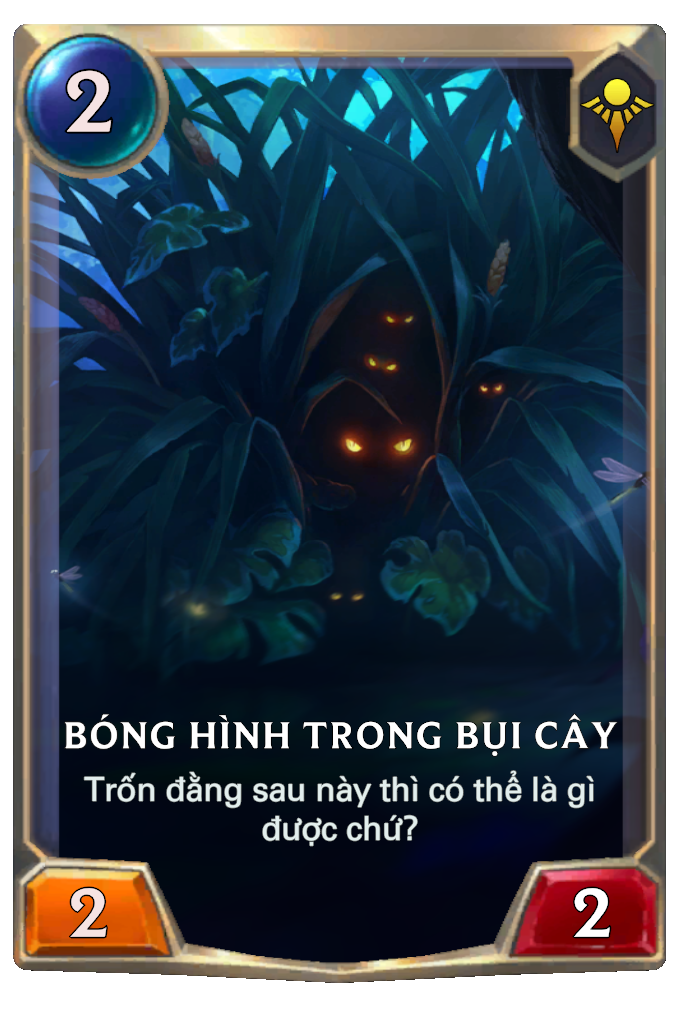 2
BÓNG HÌNH TRONG BỤI CÂY
Trốn đằng sau này thì có thể là gì
được chứ?
2
2